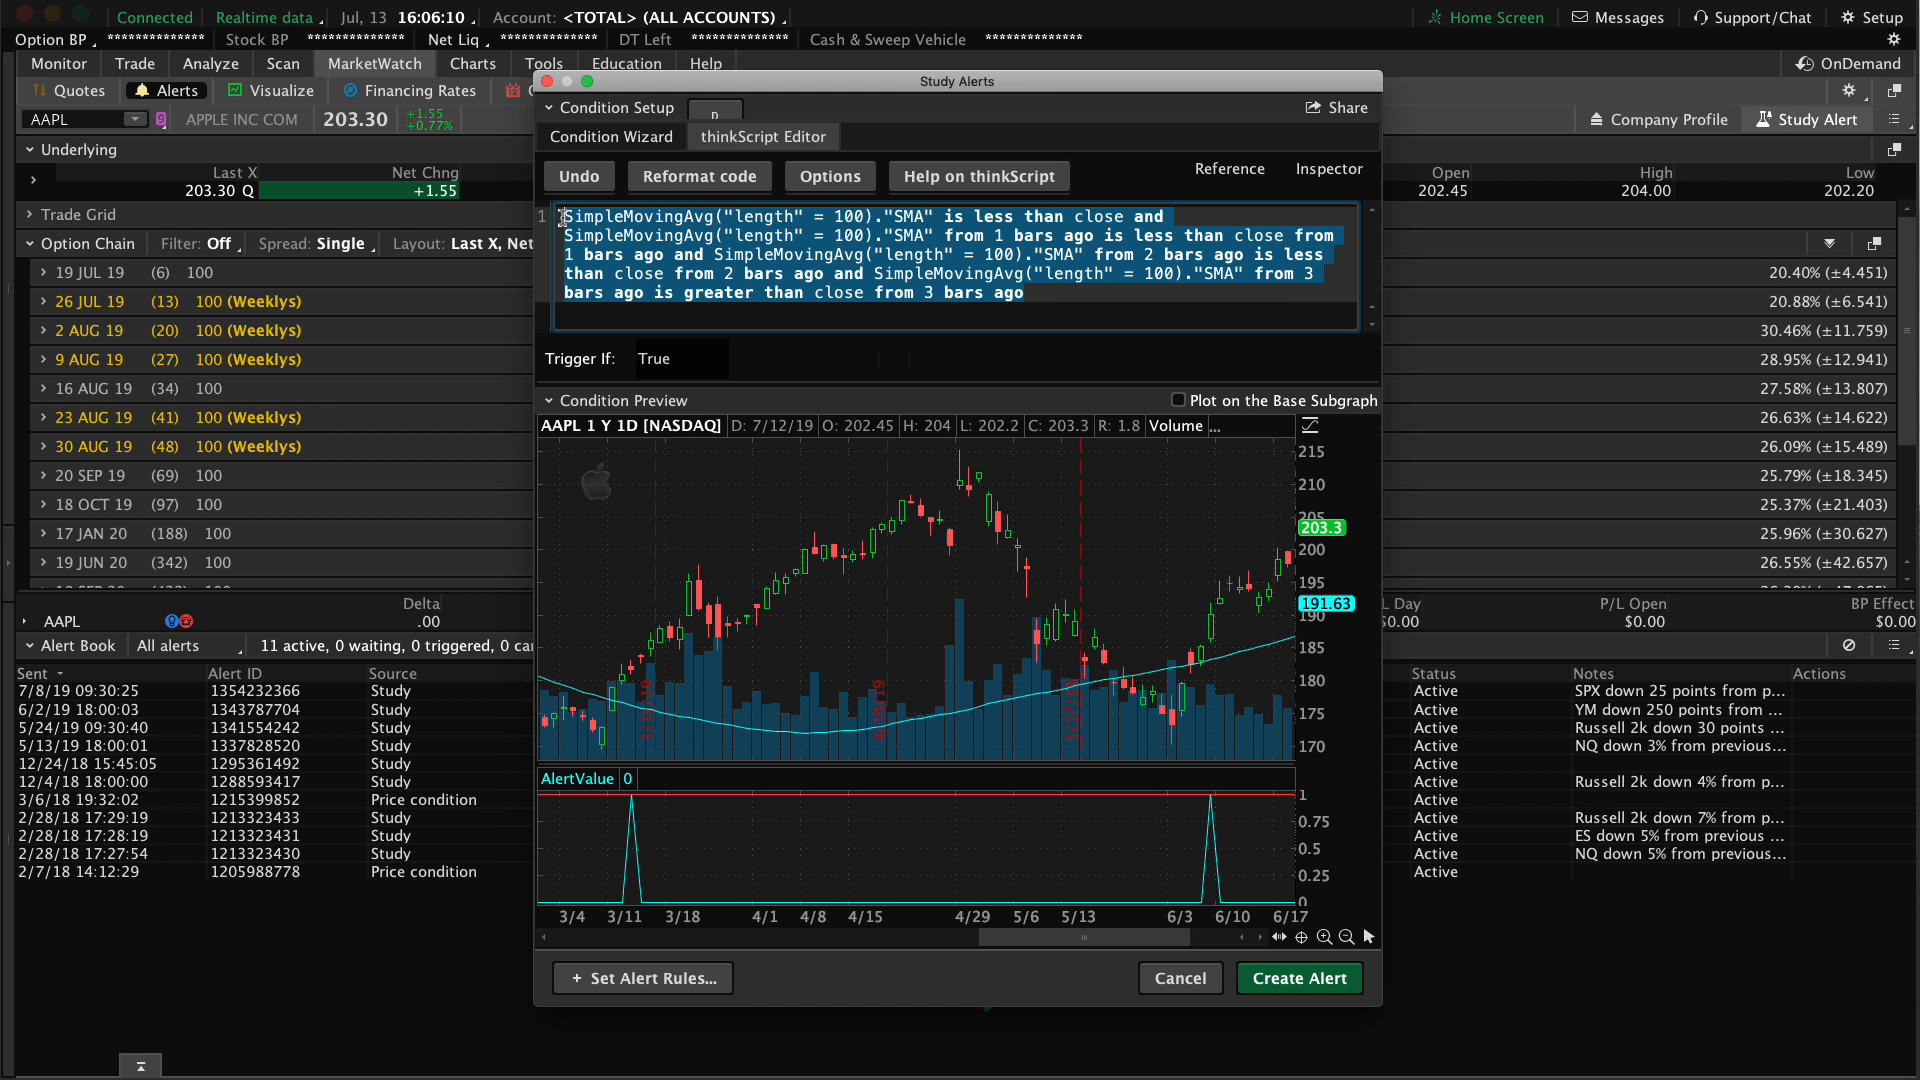 Connected Realtime data Jul, 13 16:06:10 Account: <TOTAL> (ALL ACCOUNTS) Home Screen Messages Support/Chat Setup
Option BP ************** Stock BP ************** Net Liq ************** DT Left ************** Cash & Sweep Vehicle **************
Monitor Trade Analyze Scan MarketWatch Charts Tools Education Help OnDemand
Quotes Alerts Visualize Financing Rates
AAPL APPLE INC COM 203.30 +1.55 +0.77% Company Profile Study Alert
Underlying
Last X Net Chng Open High Low
203.30 Q +1.55 202.45 204.00 202.20
Trade Grid
Option Chain Filter: Off Spread: Single Layout: Last X, Net
19 JUL 19 (6) 100 20.40% (±4.451)
26 JUL 19 (13) 100 (Weeklys) 20.88% (±6.541)
2 AUG 19 (20) 100 (Weeklys) 30.46% (±11.759)
9 AUG 19 (27) 100 (Weeklys) 28.95% (±12.941)
16 AUG 19 (34) 100 27.58% (±13.807)
23 AUG 19 (41) 100 (Weeklys) 26.63% (±14.622)
30 AUG 19 (48) 100 (Weeklys) 26.09% (±15.489)
20 SEP 19 (69) 100 25.79% (±18.345)
18 OCT 19 (97) 100 25.37% (±21.403)
17 JAN 20 (188) 100 25.96% (±30.627)
19 JUN 20 (342) 100 26.55% (±42.657)
Delta L Day P/L Open BP Effect
AAPL .00 $0.00 $0.00 $0.00
Alert Book All alerts 11 active, 0 waiting, 0 triggered, 0 car
Sent Alert ID Source Status Notes Actions
7/8/19 09:30:25 1354232366 Study Active SPX down 25 points from p...
6/2/19 18:00:03 1343787704 Study Active YM down 250 points from ...
5/24/19 09:30:40 1341554242 Study Active Russell 2k down 30 points
5/13/19 18:00:01 1337828520 Study Active NQ down 3% from previous...
12/24/18 15:45:05 1295361492 Study Active
12/4/18 18:00:00 1288593417 Study Active Russell 2k down 4% from p...
3/6/18 19:32:02 1215399852 Price condition Active
2/28/18 17:29:19 1213323433 Study Active Russell 2k down 7% from p...
2/28/18 17:28:19 1213323431 Study Active ES down 5% from previous ...
2/28/18 17:27:54 1213323430 Study Active NQ down 5% from previous...
2/7/18 14:12:29 1205988778 Price condition Active
Study Alerts
Condition Setup D Share
Condition Wizard thinkScript Editor
Undo Reformat code Options Help on thinkScript Reference Inspector
1 SimpleMovingAvg("length" = 100)."SMA" is less than close and
SimpleMovingAvg("length" = 100)."SMA" from 1 bars ago is less than close from
1 bars ago and SimpleMovingAvg("length" = 100)."SMA" from 2 bars ago is less
than close from 2 bars ago and SimpleMovingAvg("length" = 100)."SMA" from 3
bars ago is greater than close from 3 bars ago
Trigger If: True
Condition Preview Plot on the Base Subgraph
AAPL 1 Y 1D [NASDAQ] D: 7/12/19 O: 202.45 H: 204 L: 202.2 C: 203.3 R: 1.8 Volume ...
215
210
205
203.3
200
195
191.63
190
185
180
175
170
4/18/19 5/17/19
AlertValue 0
1
0.75
0.5
0.25
0
3/4 3/11 3/18 4/1 4/8 4/15 4/29 5/6 5/13 6/3 6/10 6/17
+ Set Alert Rules... Cancel Create Alert